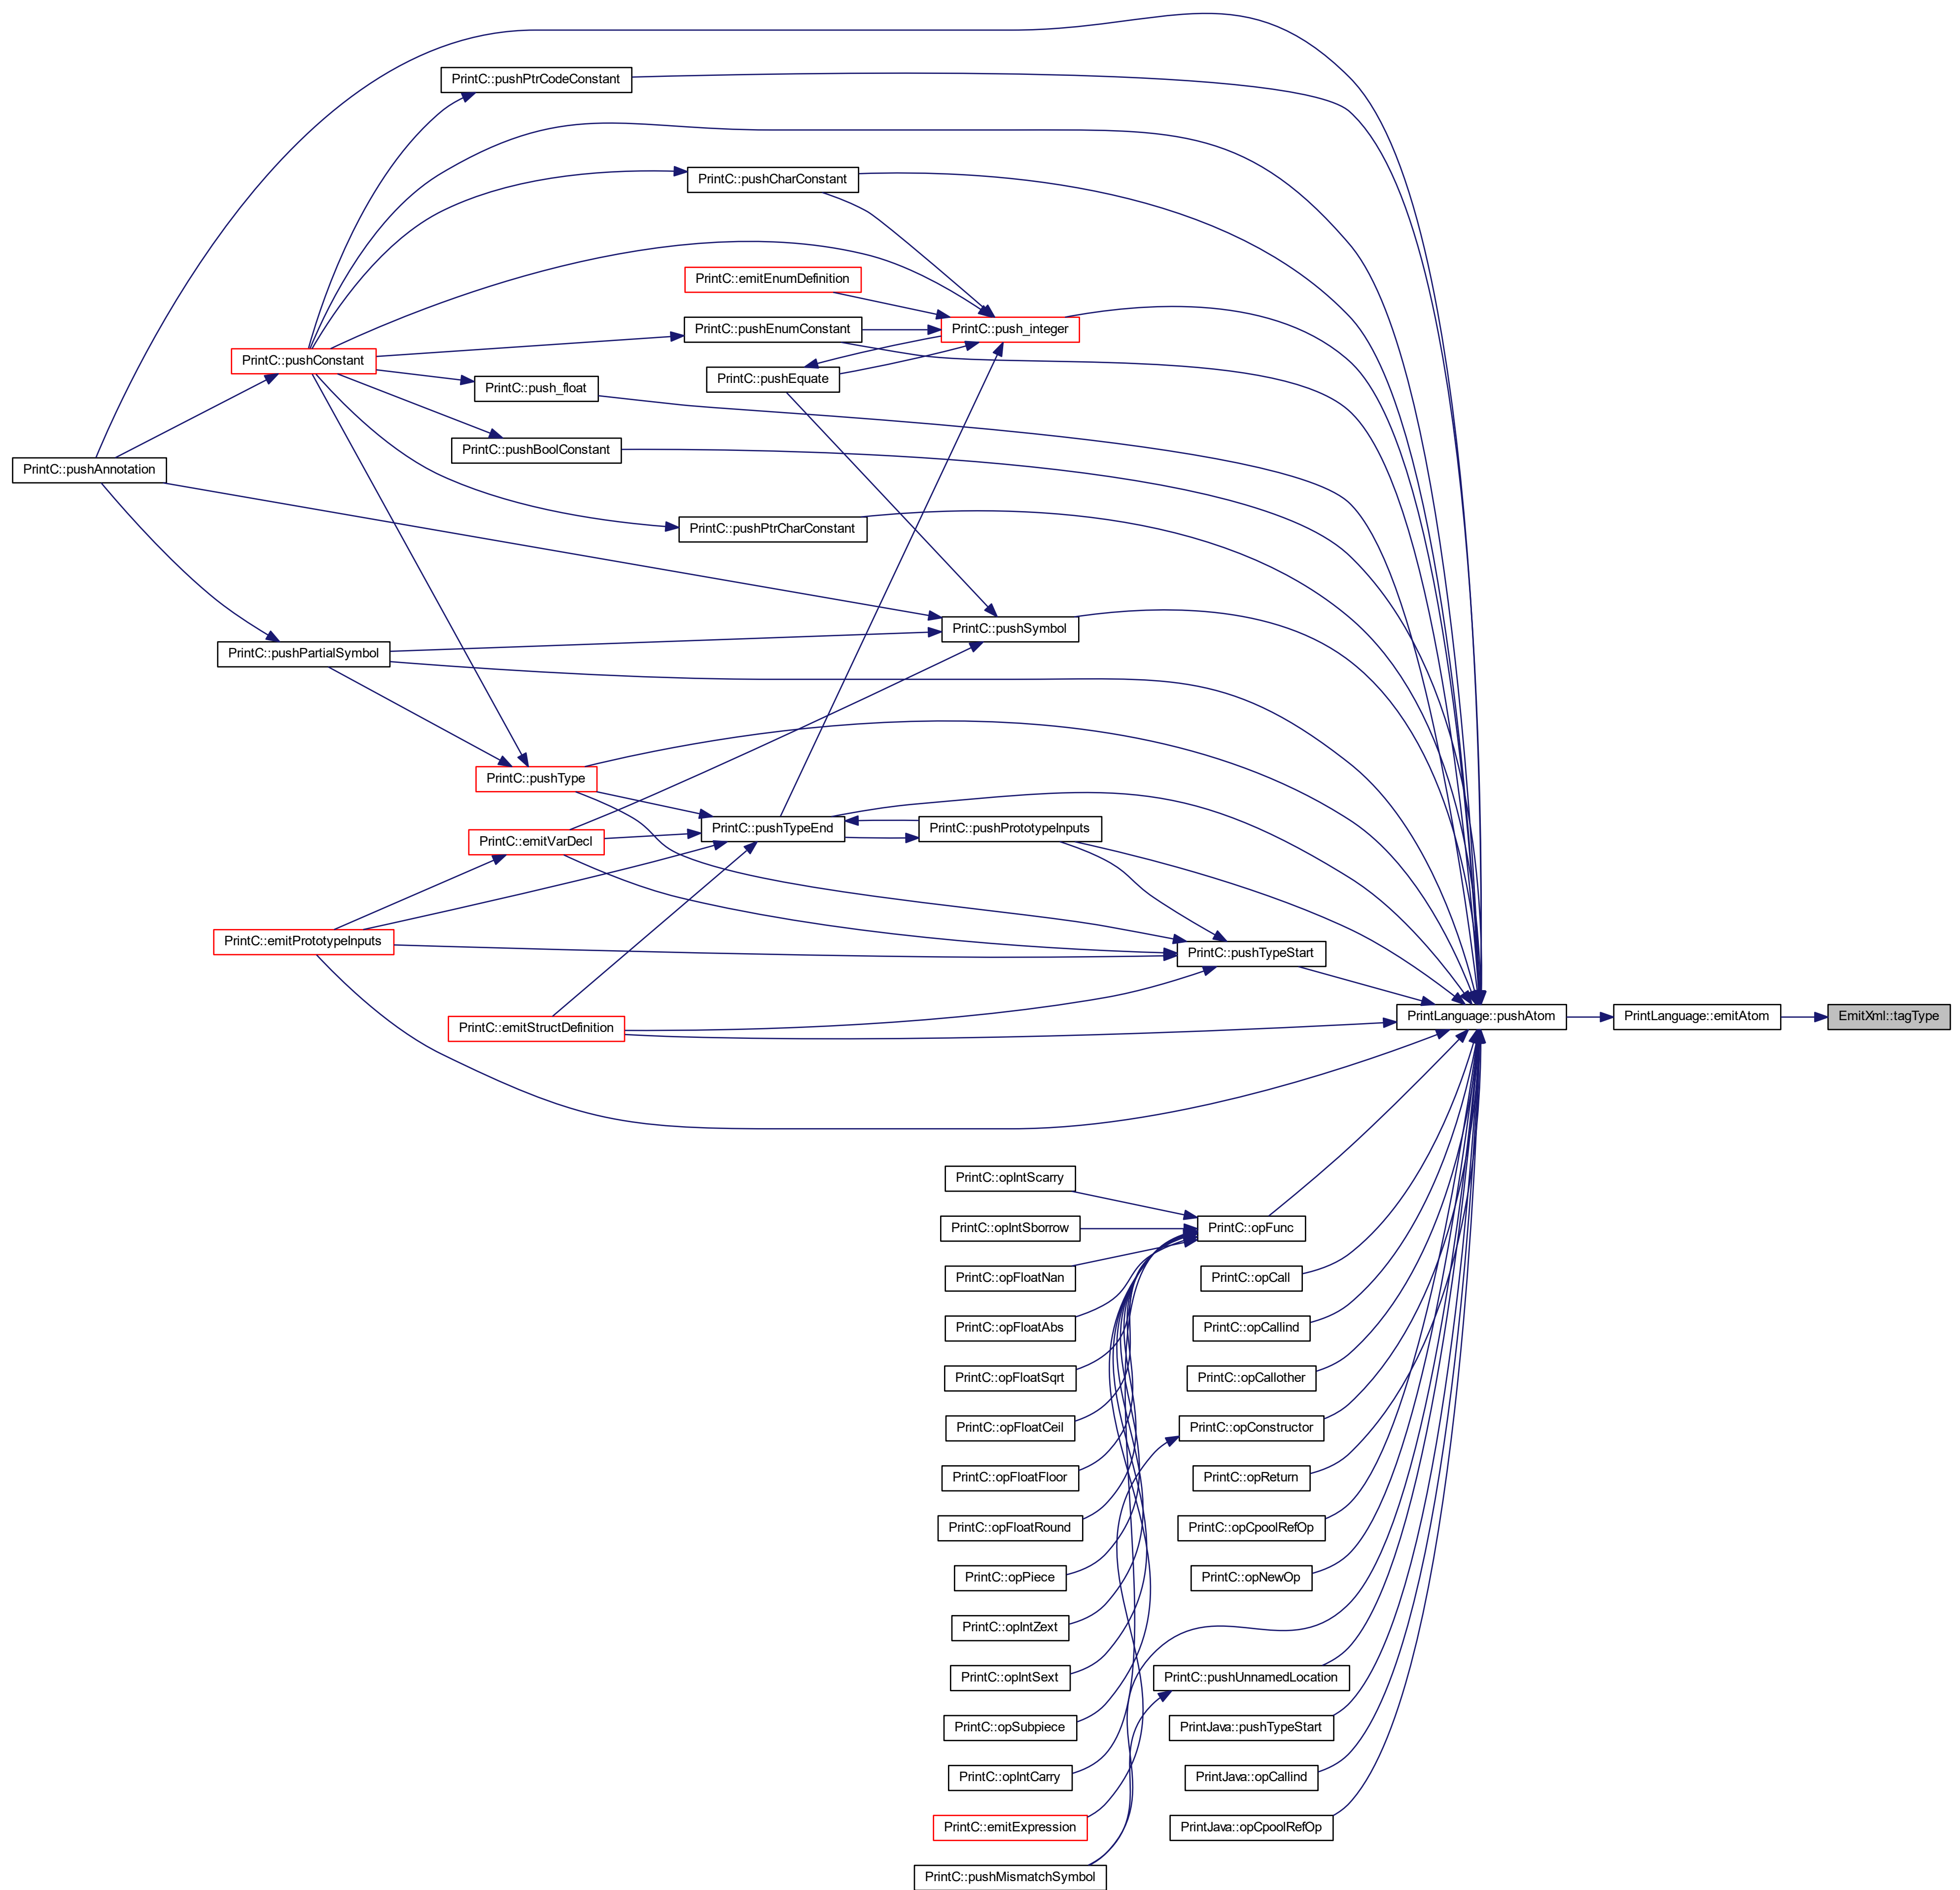 PrintC::pushPtrCodeConstant
PrintC::pushCharConstant
PrintC::emitEnumDefinition
PrintC::pushEnumConstant
PrintC::push_integer
PrintC::pushConstant
PrintC::pushEquate
PrintC::push_float
PrintC::pushBoolConstant
PrintC::pushAnnotation
PrintC::pushPtrCharConstant
PrintC::pushSymbol
PrintC::pushPartialSymbol
PrintC::pushType
PrintC::pushTypeEnd
PrintC::pushPrototypeInputs
PrintC::emitVarDecl
PrintC::emitPrototypeInputs
PrintC::pushTypeStart
PrintC::emitStructDefinition
PrintLanguage::pushAtom
PrintLanguage::emitAtom
EmitXml::tagType
PrintC::opIntScarry
PrintC::opIntSborrow
PrintC::opFunc
PrintC::opFloatNan
PrintC::opCall
PrintC::opFloatAbs
PrintC::opCallind
PrintC::opFloatSqrt
PrintC::opCallother
PrintC::opFloatCeil
PrintC::opConstructor
PrintC::opFloatFloor
PrintC::opReturn
PrintC::opFloatRound
PrintC::opCpoolRefOp
PrintC::opPiece
PrintC::opNewOp
PrintC::opIntZext
PrintC::opIntSext
PrintC::pushUnnamedLocation
PrintC::opSubpiece
PrintJava::pushTypeStart
PrintC::opIntCarry
PrintJava::opCallind
PrintC::emitExpression
PrintJava::opCpoolRefOp
PrintC::pushMismatchSymbol